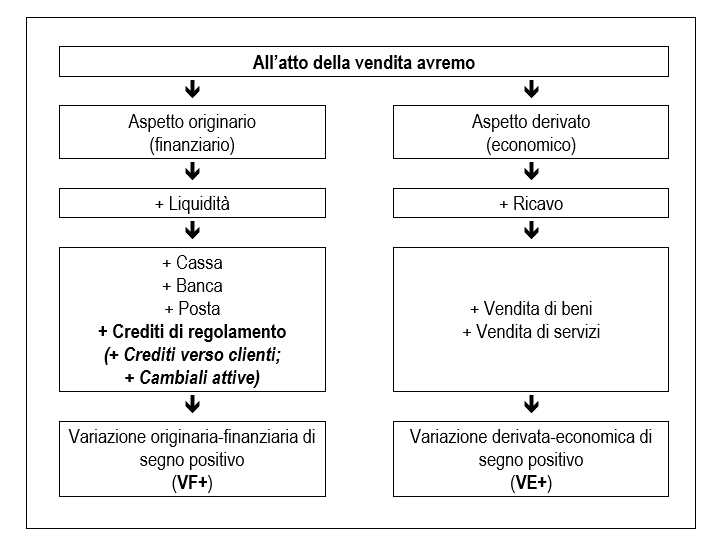 All'atto della vendita avremo
Aspetto originario
(finanziario)
Aspetto derivato
(economico)
+ Liquidità
+ Ricavo
+ Cassa
+ Banca
+ Posta
+ Crediti di regolamento
(+ Crediti verso clienti;
+ Cambiali attive)
+ Vendita di beni
+ Vendita di servizi
Variazione originaria-finanziaria di
segno positivo
(VF+)
Variazione derivata-economica di
segno positivo
(VE+)